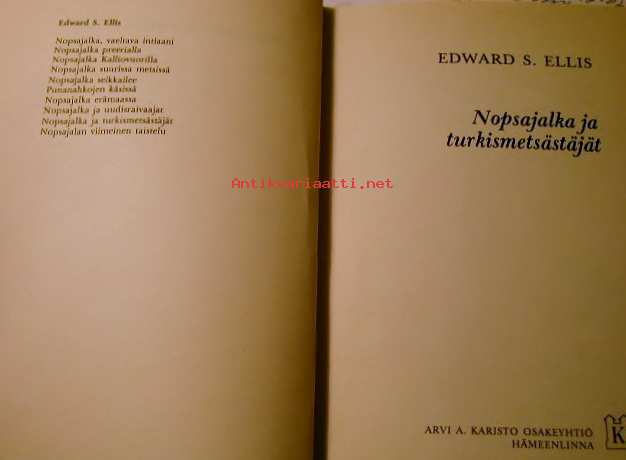 Edward S. Ellis
Nopsajalka, vaeltava intiaani
Nopsajalka preerialla
Nopsajalka Kalliovuorilla
Nopsajalka suurissa metsissä
Nopsajalka seikkailee
Punanahkojen käsissä
Nopsajalka erämaassa
Nopsajalka ja uudisraivaajat
Nopsajalka ja turkismetsästäjät
Nopsajalan viimeinen taistelu
EDWARD S. ELLIS
Nopsajalka ja
turkismetsästäjät
Antikvariaatti.net
ARVI A. KARISTO OSAKEYHTIÖ
HÄMEENLINNA
K